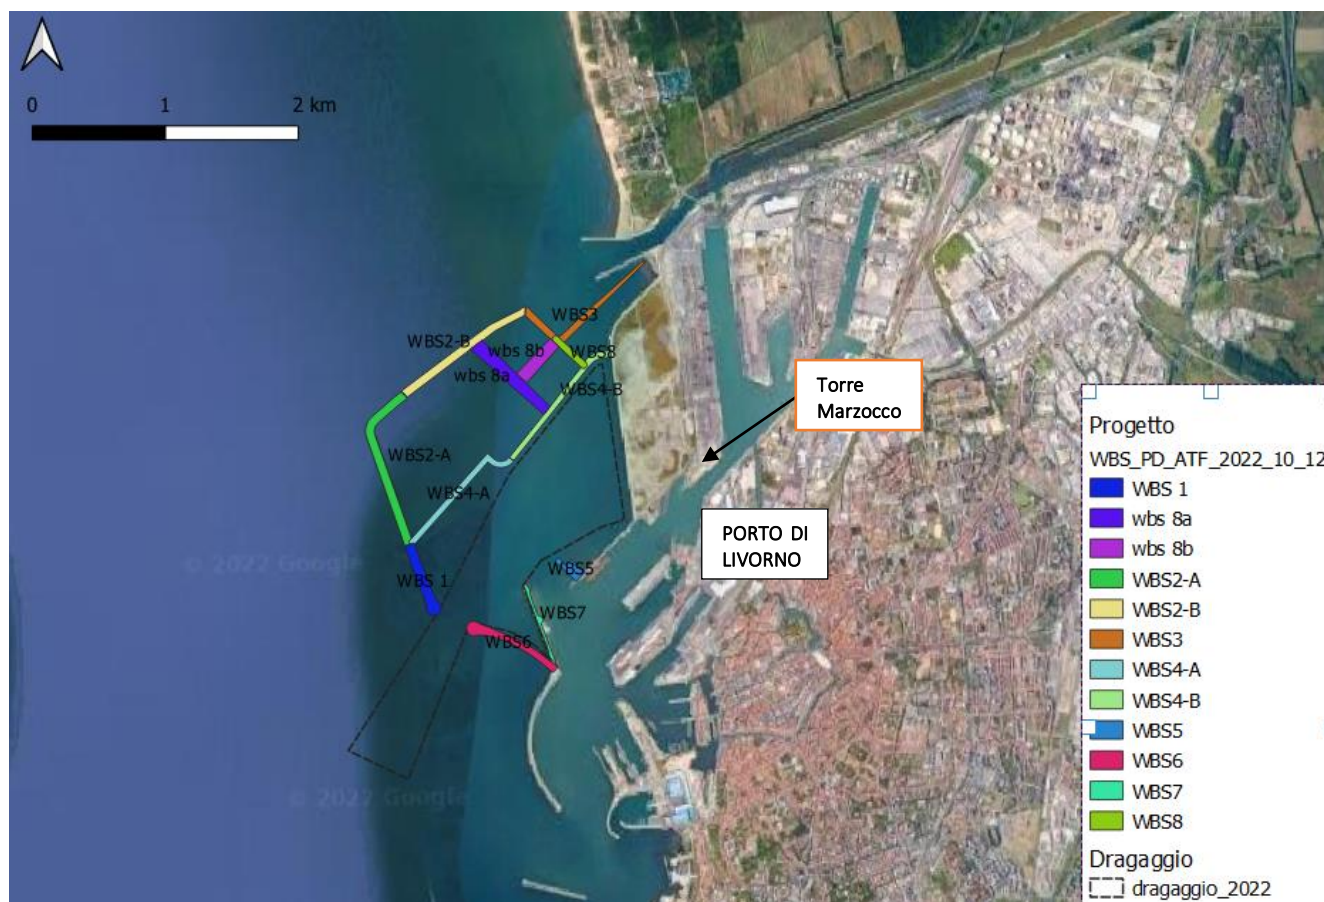 0 1 2 km
WBS3
WBS2-B
wbs 8b
WBS8
wbs 8a
WBS4-B
Torre
Marzocco
WBS2-A
WBS4-A
PORTO DI
LIVORNO
© 2022 Google
WBS 1
WBS5
WBS7
WBS6
© 2022 Google
Progetto
WBS_PD_ATF_2022_10_12
WBS 1
wbs 8a
wbs 8b
WBS2-A
WBS2-B
WBS3
WBS4-A
WBS4-B
WBS5
WBS6
WBS7
WBS8
Dragaggio
dragaggio_2022